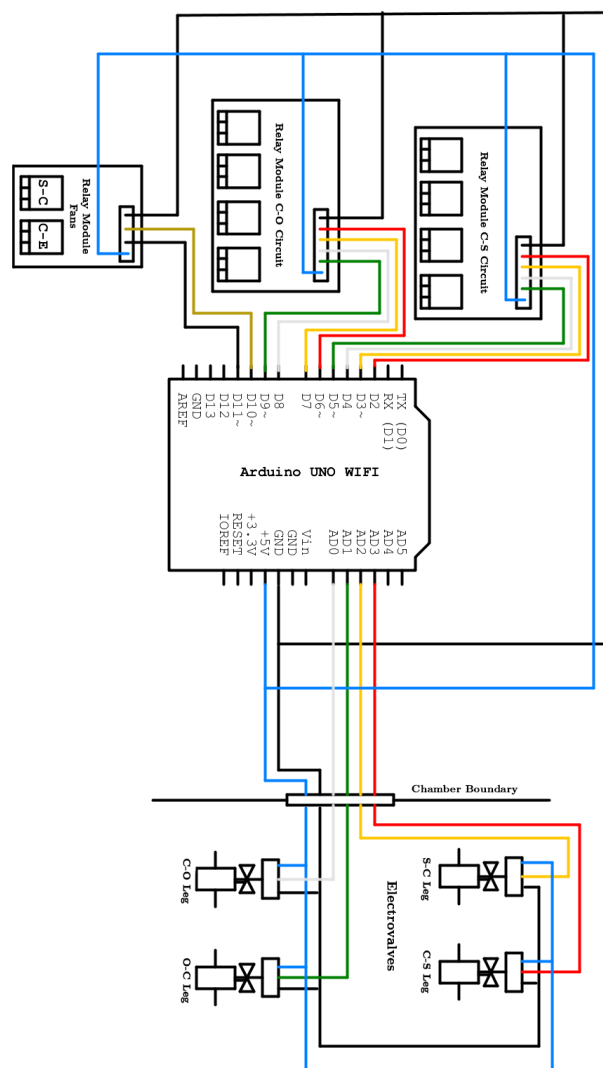 Relay Module C-O Circuit
Relay Module C-S Circuit
Relay Module
Fans
S-C
C-E
AREF
GND
D13
D12
D11~
D10~
D9~
D8
D7
D6~
D5~
D4
D3~
D2
RX (D1)
TX (D0)
Arduino UNO WIFI
IOREF
RESET
+3.3V
+5V
GND
GND
Vin
AD0
AD1
AD2
AD3
AD4
AD5
Chamber Boundary
C-O Leg
S-C Leg
Electrovalves
O-C Leg
C-S Leg